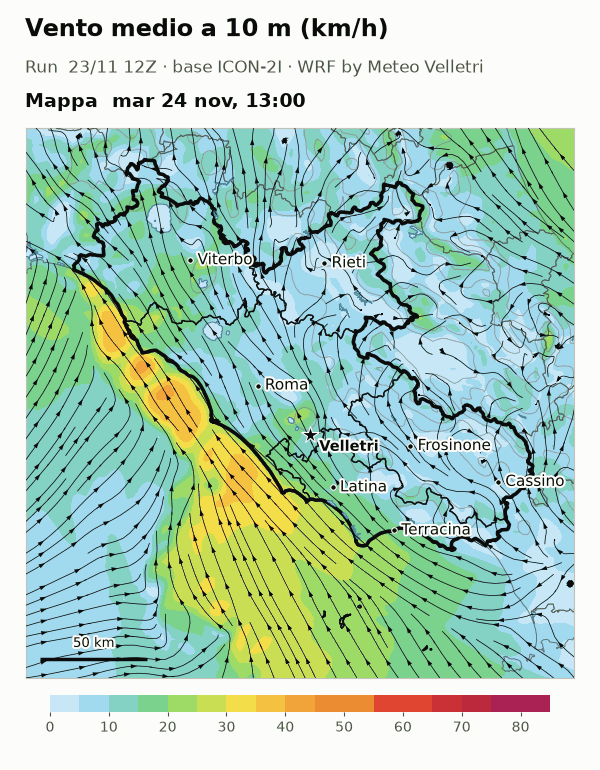 Vento medio a 10 m (km/h)
Run  23/11 12Z · base ICON-2I · WRF by Meteo Velletri
Mappa  mar 24 nov, 13:00
Viterbo
Rieti
Roma
Velletri
Frosinone
Cassino
Latina
Terracina
50 km
0 10 20 30 40 50 60 70 80